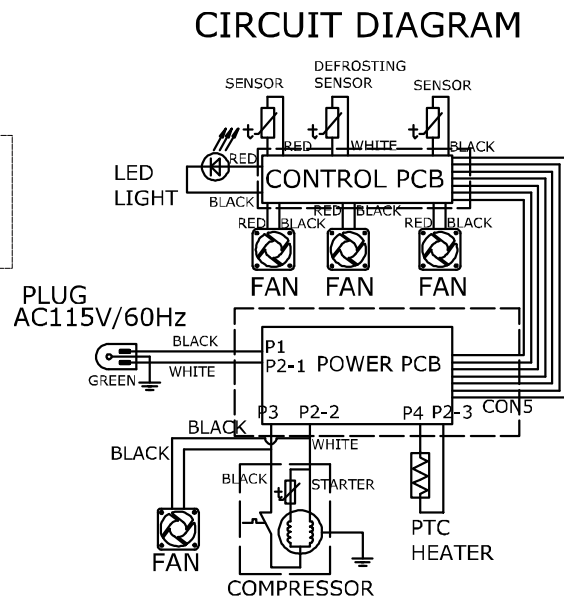 CIRCUIT DIAGRAM
DEFROSTING
SENSOR SENSOR SENSOR
t t t
RED RED WHITE BLACK
LED
LIGHT
CONTROL PCB
BLACK
RED BLACK RED BLACK RED BLACK
FAN FAN FAN
PLUG
AC115V/60Hz
BLACK P1
WHITE P2-1 POWER PCB
GREEN
CON5
P3 P2-2 P4 P2-3
BLACK WHITE
BLACK
BLACK t STARTER
FAN
PTC
HEATER
COMPRESSOR